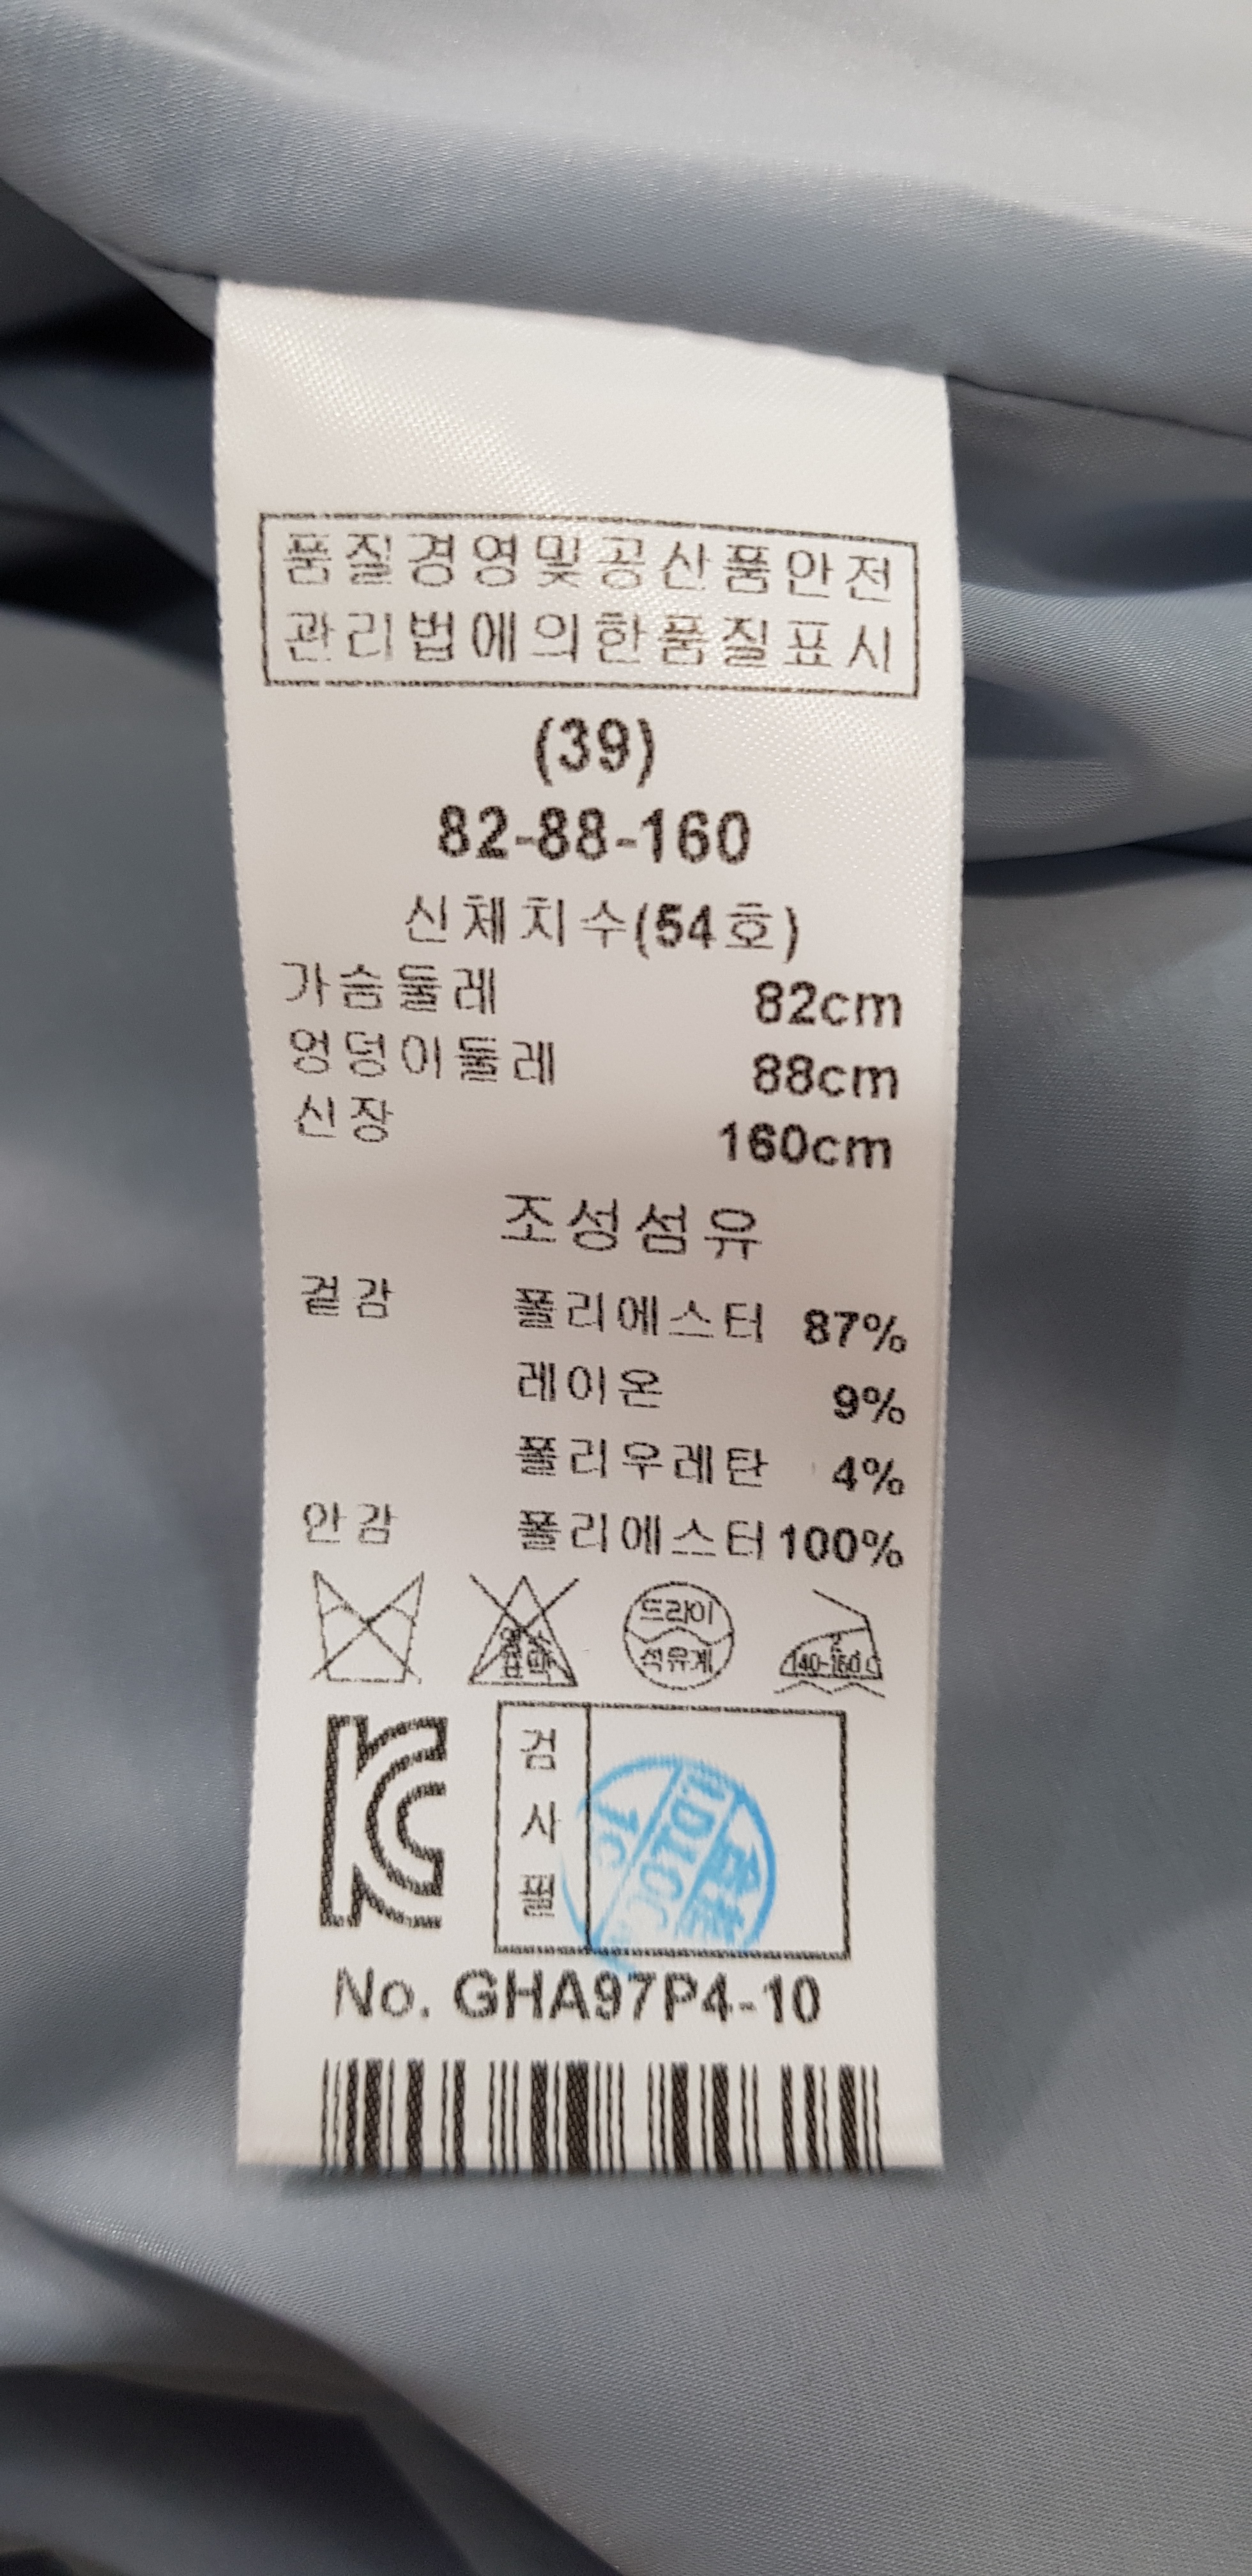 품질경영및공산품안전
관리법에의한품질표시
(39)
82-88-160
신체치수(54호)
가슴둘레 82cm
엉덩이둘레 88cm
신장 160cm
조성섬유
겉감 폴리에스터 87%
레이온 9%
폴리우레탄 4%
안감 폴리에스터 100%
염소
표백
드라이
석유계
140-160℃
검
사
필
No. GHA97P4-10